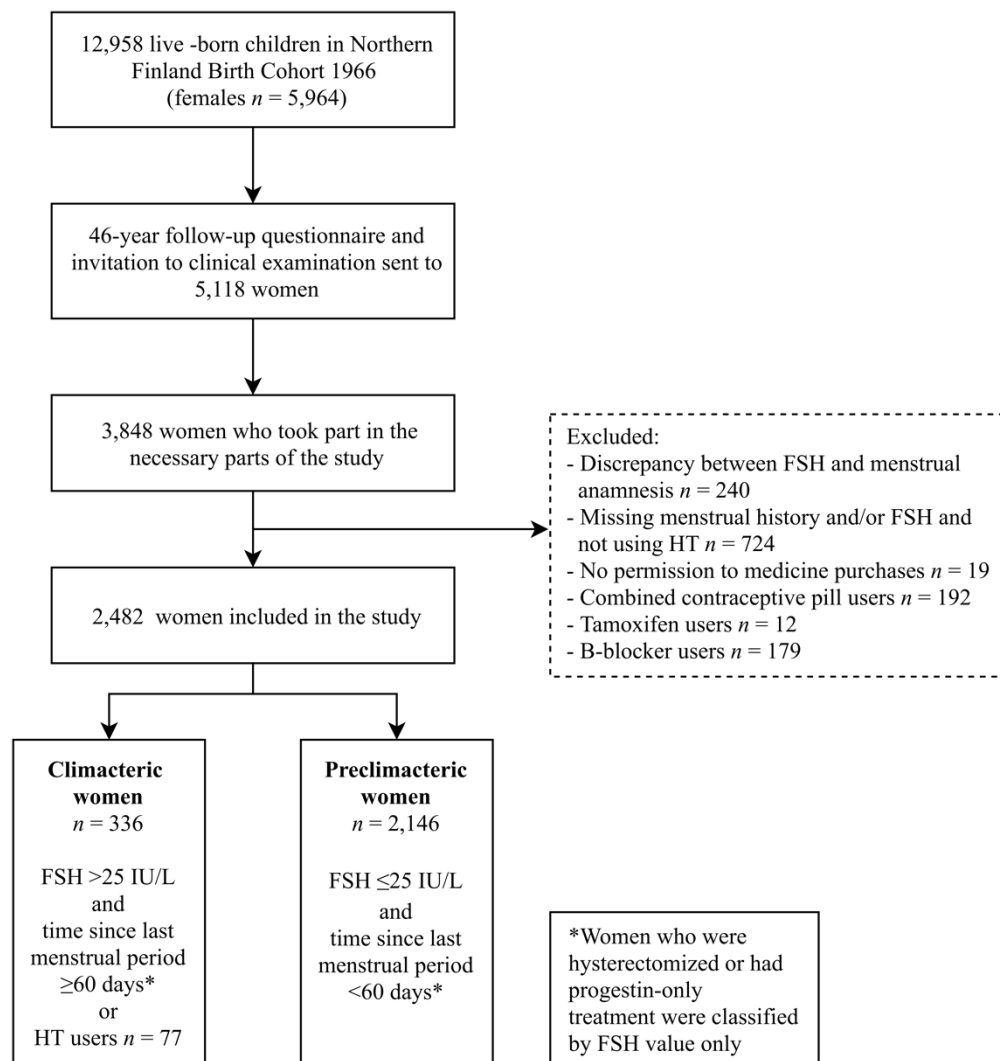 12,958 live -born children in Northern
Finland Birth Cohort 1966
(females n = 5,964)
46-year follow-up questionnaire and
invitation to clinical examination sent to
5,118 women
3,848 women who took part in the
necessary parts of the study
Excluded:
- Discrepancy between FSH and menstrual
anamnesis n = 240
- Missing menstrual history and/or FSH and
not using HT n = 724
- No permission to medicine purchases n = 19
- Combined contraceptive pill users n = 192
- Tamoxifen users n = 12
- B-blocker users n = 179
2,482 women included in the study
Climacteric
women
n = 336
FSH >25 IU/L
and
time since last
menstrual period
≥60 days*
or
HT users n = 77
Preclimacteric
women
n = 2,146
FSH ≤25 IU/L
and
time since last
menstrual period
<60 days*
*Women who were
hysterectomized or had
progestin-only
treatment were classified
by FSH value only